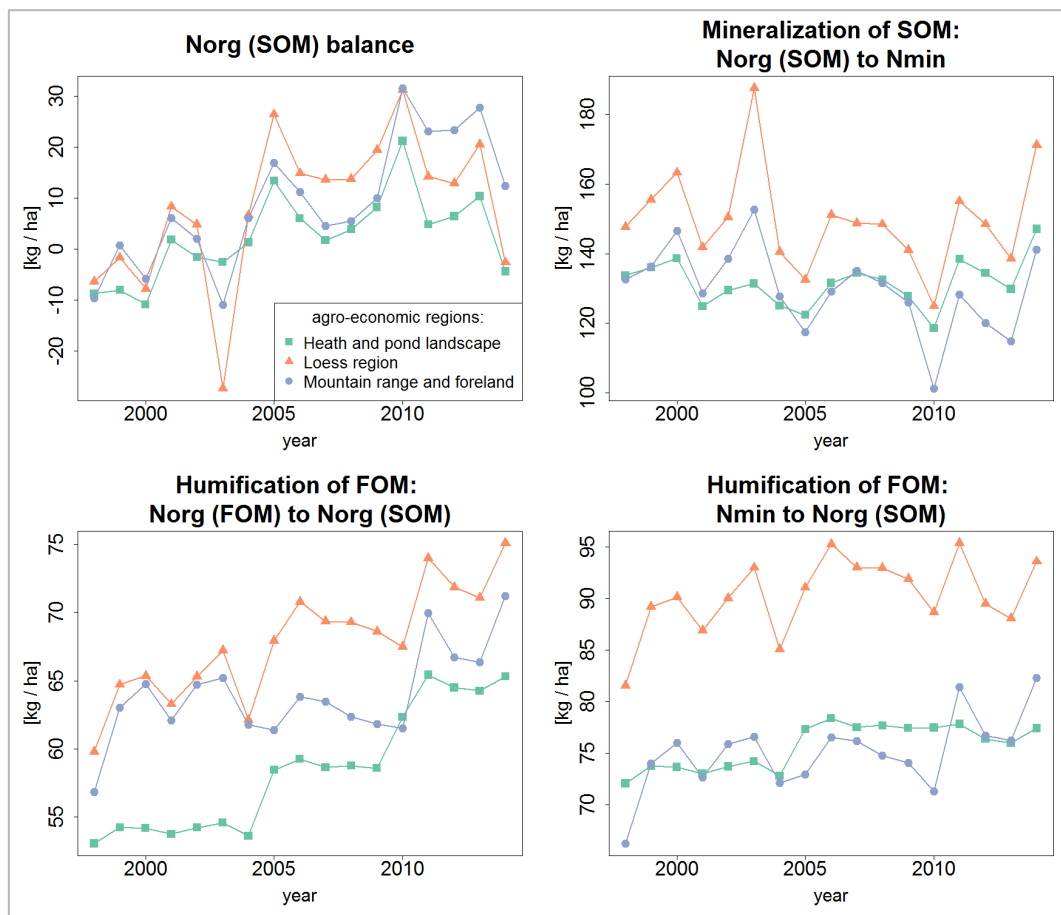 Norg (SOM) balance
[kg / ha]
30
20
10
0
-10
-20
agro-economic regions:
Heath and pond landscape
Loess region
Mountain range and foreland
2000 2005 2010
year
Mineralization of SOM:
Norg (SOM) to Nmin
[kg / ha]
180
160
140
120
100
2000 2005 2010
year
Humification of FOM:
Norg (FOM) to Norg (SOM)
[kg / ha]
75
70
65
60
55
2000 2005 2010
year
Humification of FOM:
Nmin to Norg (SOM)
[kg / ha]
95
90
85
80
75
70
2000 2005 2010
year